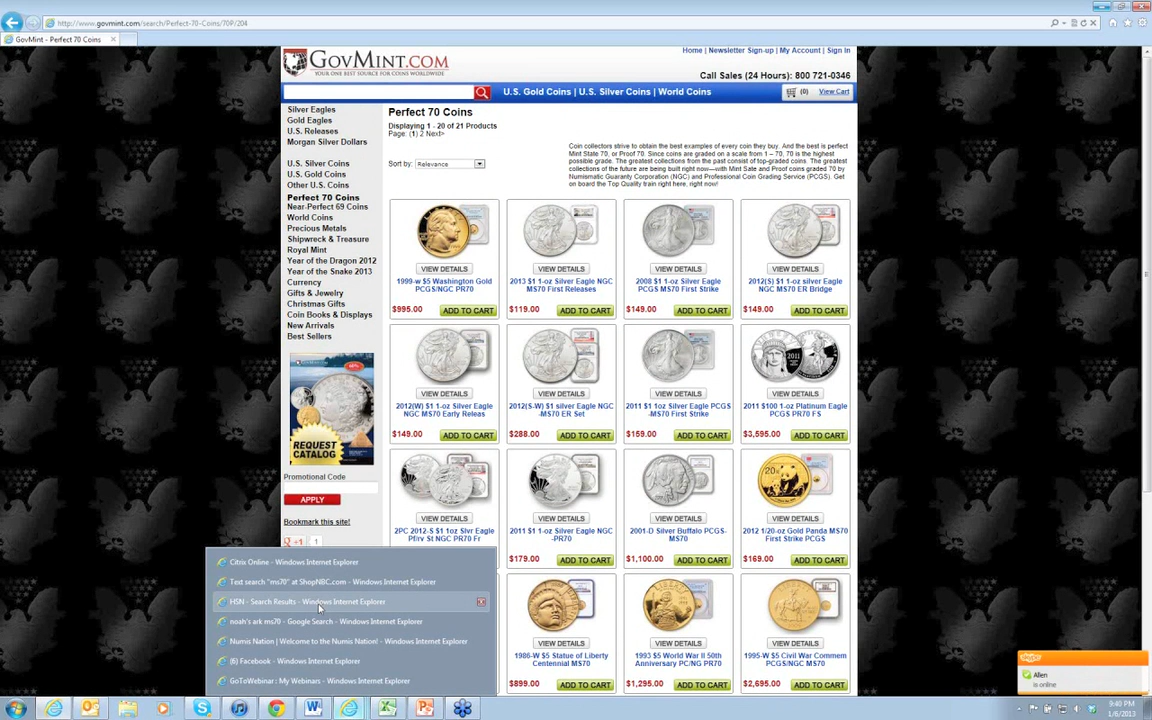 http://www.govmint.com/search/Perfect-70-Coins/70P/204
GovMint - Perfect 70 Coins
GOVMINT.COM
YOUR ONE BEST SOURCE FOR COINS WORLDWIDE
Home | Newsletter Sign-up | My Account | Sign In
Call Sales (24 Hours): 800 721-0346
U.S. Gold Coins | U.S. Silver Coins | World Coins
(0) View Cart
Silver Eagles
Gold Eagles
U.S. Releases
Morgan Silver Dollars
U.S. Silver Coins
U.S. Gold Coins
Other U.S. Coins
Perfect 70 Coins
Near-Perfect 69 Coins
World Coins
Precious Metals
Shipwreck & Treasure
Royal Mint
Year of the Dragon 2012
Year of the Snake 2013
Currency
Gifts & Jewelry
Christmas Gifts
Coin Books & Displays
New Arrivals
Best Sellers
REQUEST
CATALOG
Promotional Code
APPLY
Bookmark this site!
+1 1
Perfect 70 Coins
Displaying 1 - 20 of 21 Products
Page: (1) 2 Next>
Sort by: Relevance
Coin collectors strive to obtain the best examples of every coin they buy. And the best is perfect
Mint State 70, or Proof 70. Since coins are graded on a scale from 1 – 70, 70 is the highest
possible grade. The greatest collections from the past consist of top-graded coins. The greatest
collections of the future are being built right now—with Mint Sate and Proof coins graded 70 by
Numismatic Guaranty Corporation (NGC) and Professional Coin Grading Service (PCGS). Get
on board the Top Quality train right here, right now!
VIEW DETAILS VIEW DETAILS VIEW DETAILS VIEW DETAILS
1999-w $5 Washington Gold PCGS/NGC PR70
$995.00 ADD TO CART
2013 $1 1-oz Silver Eagle NGC MS70 First Releases
$119.00 ADD TO CART
2008 $1 1-oz Silver Eagle PCGS MS70 First Strike
$149.00 ADD TO CART
2012(S) $1 1-oz silver Eagle NGC MS70 ER Bridge
$149.00 ADD TO CART
VIEW DETAILS VIEW DETAILS VIEW DETAILS VIEW DETAILS
2012(W) $1 1-oz Silver Eagle NGC MS70 Early Releas
$149.00 ADD TO CART
2012(S-W) $1 silver Eagle NGC -MS70 ER Set
$288.00 ADD TO CART
2011 $1 1oz Silver Eagle PCGS -MS70 First Strike
$159.00 ADD TO CART
2011 $100 1-oz Platinum Eagle PCGS PR70 FS
$3,595.00 ADD TO CART
VIEW DETAILS VIEW DETAILS VIEW DETAILS VIEW DETAILS
2PC 2012-S $1 1oz Slvr Eagle Pf/rv St NGC PR70 Fr
2011 $1 1-oz Silver Eagle NGC -PR70
$179.00 ADD TO CART
2001-D Silver Buffalo PCGS- MS70
$1,100.00 ADD TO CART
2012 1/20-oz Gold Panda MS70 First Strike PCGS
$169.00 ADD TO CART
VIEW DETAILS VIEW DETAILS VIEW DETAILS
1986-W $5 Statue of Liberty Centennial MS70
$899.00 ADD TO CART
1993 $5 World War II 50th Anniversary PC/NG PR70
$1,295.00 ADD TO CART
1995-W $5 Civil War Commem PCGS/NGC MS70
$2,695.00 ADD TO CART
Citrix Online - Windows Internet Explorer
Text search "ms70" at ShopNBC.com - Windows Internet Explorer
HSN - Search Results - Windows Internet Explorer
noah's ark ms70 - Google Search - Windows Internet Explorer
Numis Nation | Welcome to the Numis Nation! - Windows Internet Explorer
(6) Facebook - Windows Internet Explorer
GoToWebinar : My Webinars - Windows Internet Explorer
Allen
is online
9:40 PM
1/6/2013